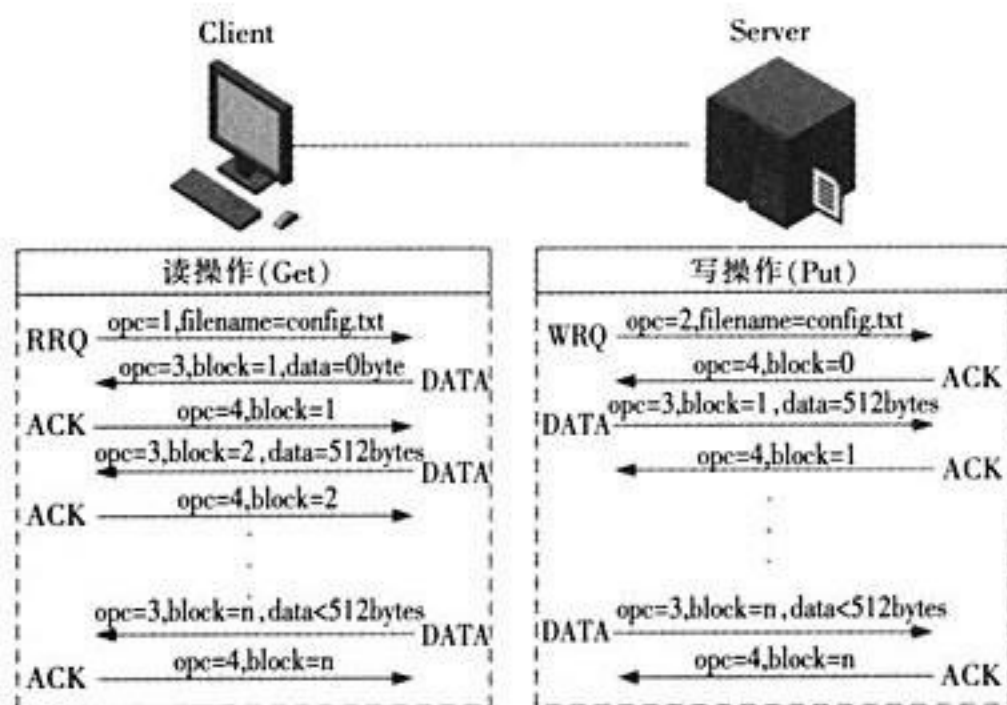 Client
Server
读操作(Get)
RRQ opc=1,filename=config.txt
opc=3,block=1,data=0byte DATA
ACK opc=4,block=1
opc=3,block=2,data=512bytes DATA
ACK opc=4,block=2
opc=3,block=n,data<512bytes DATA
ACK opc=4,block=n
写操作(Put)
WRQ opc=2,filename=config.txt
opc=4,block=0 ACK
DATA opc=3,block=1,data=512bytes
opc=4,block=1 ACK
DATA opc=3,block=n,data<512bytes
opc=4,block=n ACK